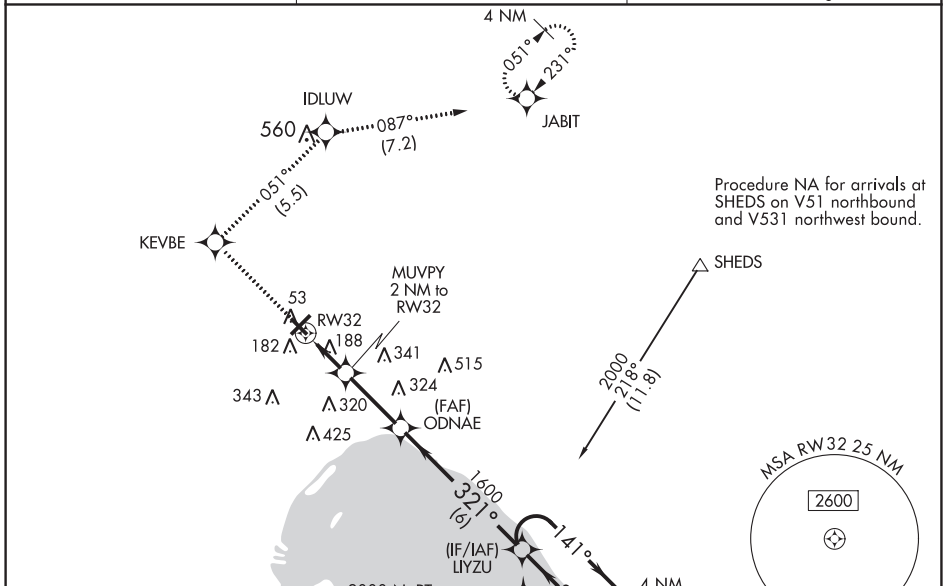 4 NM
051°
231°
JABIT
IDLUW
560
087°
(7.2)
051°
(5.5)
Procedure NA for arrivals at
SHEDS on V51 northbound
and V531 northwest bound.
KEVBE
SHEDS
MUVPY
2 NM to
RW32
53
RW32
182
188
341
515
2000
218°
(11.8)
343
320
324
(FAF)
ODNAE
425
MSA RW32 25 NM
2600
1600
321°
(6)
141°
(IF/IAF)
LIYZU
4 NM